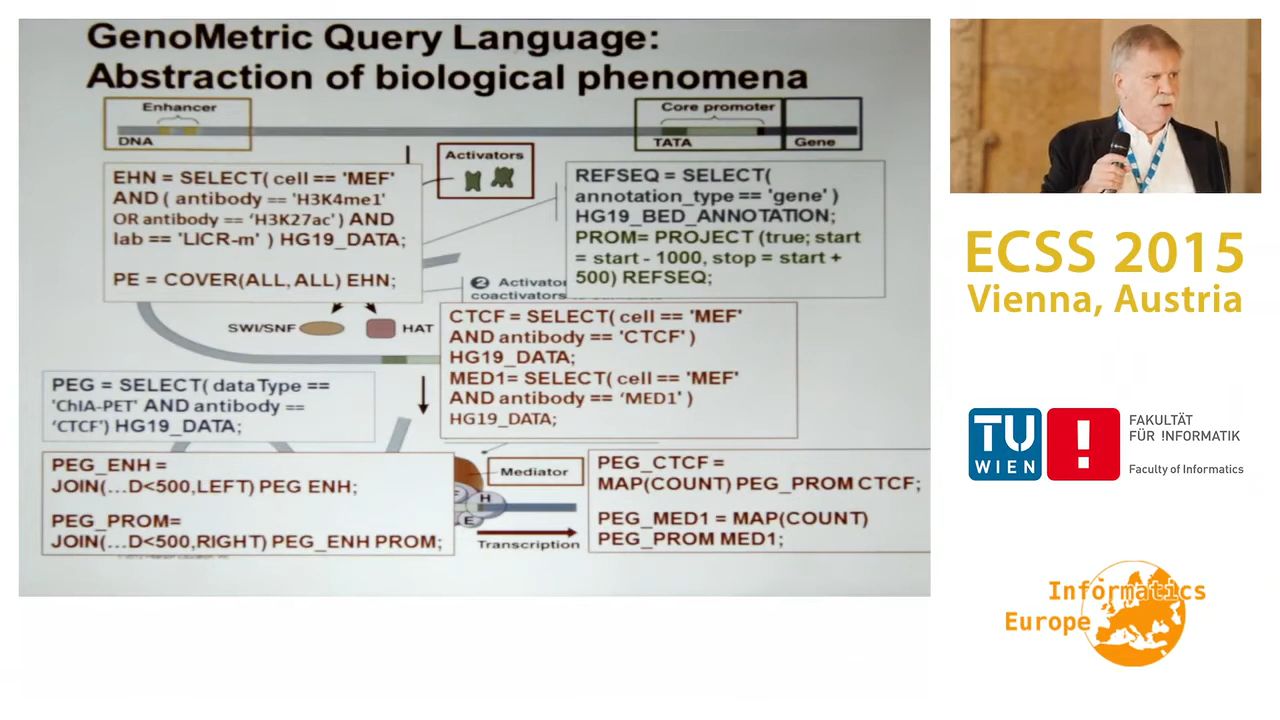 GenoMetric Query Language:
Abstraction of biological phenomena
Enhancer
DNA
Core promoter
TATA
Gene
Activators
EHN = SELECT( cell == 'MEF'
AND ( antibody == 'H3K4me1'
OR antibody == ‘H3K27ac’) AND
lab == 'LICR-m' ) HG19_DATA;
PE = COVER(ALL, ALL) EHN;
REFSEQ = SELECT(
annotation_type == 'gene' )
HG19_BED_ANNOTATION;
PROM= PROJECT (true; start
= start - 1000, stop = start +
500) REFSEQ;
2 Activator
coactivators
SWI/SNF
HAT
CTCF = SELECT( cell == 'MEF'
AND antibody == 'CTCF' )
HG19_DATA;
MED1= SELECT( cell == 'MEF'
AND antibody == ‘MED1' )
HG19_DATA;
PEG = SELECT( dataType ==
'ChIA-PET' AND antibody ==
‘CTCF’) HG19_DATA;
PEG_ENH =
JOIN(...D<500,LEFT) PEG ENH;
PEG_PROM=
JOIN(...D<500,RIGHT) PEG_ENH PROM;
Mediator
F
H
E
Transcription
PEG_CTCF =
MAP(COUNT) PEG_PROM CTCF;
PEG_MED1 = MAP(COUNT)
PEG_PROM MED1;
ECSS 2015
Vienna, Austria
TU
WIEN
!
FAKULTÄT
FÜR !NFORMATIK
Faculty of Informatics
Informatics
Europe